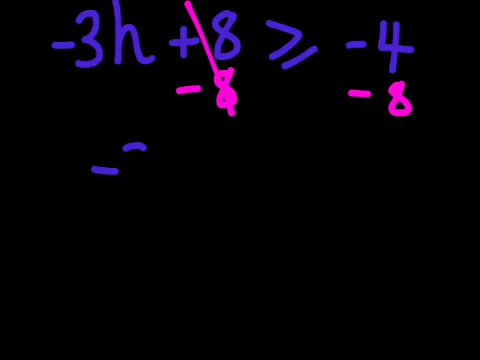 -3h + 8 ≥ -4
- 8 - 8
-